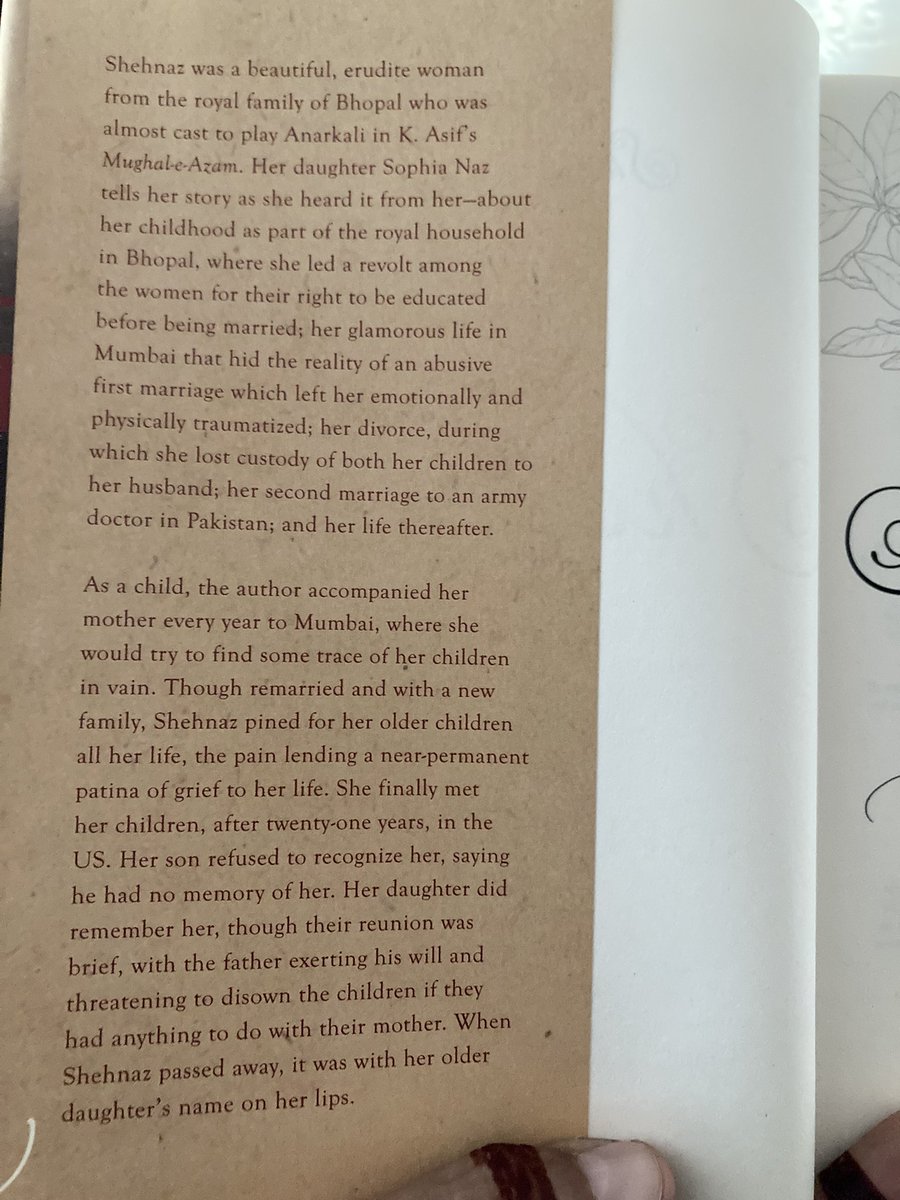 Shehnaz was a beautiful, erudite woman
from the royal family of Bhopal who was
almost cast to play Anarkali in K. Asif's
Mughal-e-Azam. Her daughter Sophia Naz
tells her story as she heard it from her—about
her childhood as part of the royal household
in Bhopal, where she led a revolt among
the women for their right to be educated
before being married; her glamorous life in
Mumbai that hid the reality of an abusive
first marriage which left her emotionally and
physically traumatized; her divorce, during
which she lost custody of both her children to
her husband; her second marriage to an army
doctor in Pakistan; and her life thereafter.
As a child, the author accompanied her
mother every year to Mumbai, where she
would try to find some trace of her children
in vain. Though remarried and with a new
family, Shehnaz pined for her older children
all her life, the pain lending a near-permanent
patina of grief to her life. She finally met
her children, after twenty-one years, in the
US. Her son refused to recognize her, saying
he had no memory of her. Her daughter did
remember her, though their reunion was
brief, with the father exerting his will and
threatening to disown the children if they
had anything to do with their mother. When
Shehnaz passed away, it was with her older
daughter's name on her lips.